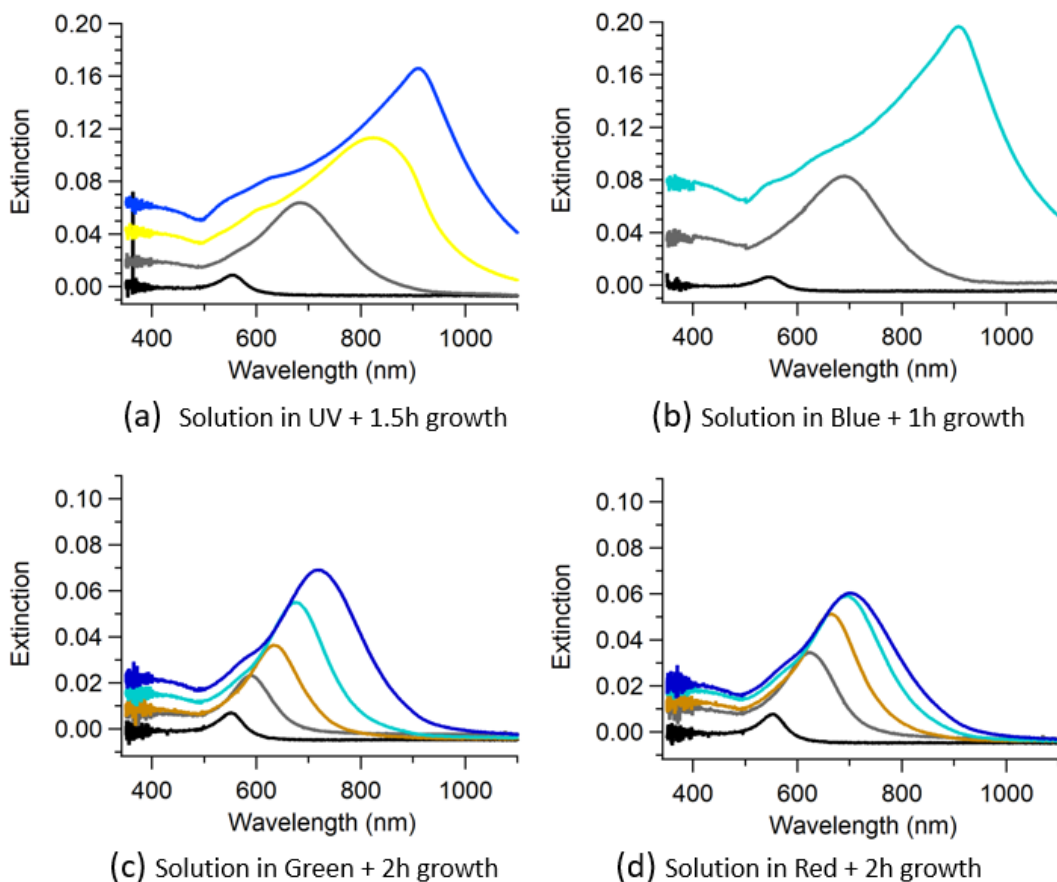 0.20
0.16
0.12
0.08
0.04
0.00
Extinction
400 600 800 1000
Wavelength (nm)
(a) Solution in UV + 1.5h growth
0.20
0.16
0.12
0.08
0.04
0.00
Extinction
400 600 800 1000
Wavelength (nm)
(b) Solution in Blue + 1h growth
0.10
0.08
0.06
0.04
0.02
0.00
Extinction
400 600 800 1000
Wavelength (nm)
(c) Solution in Green + 2h growth
0.10
0.08
0.06
0.04
0.02
0.00
Extinction
400 600 800 1000
Wavelength (nm)
(d) Solution in Red + 2h growth